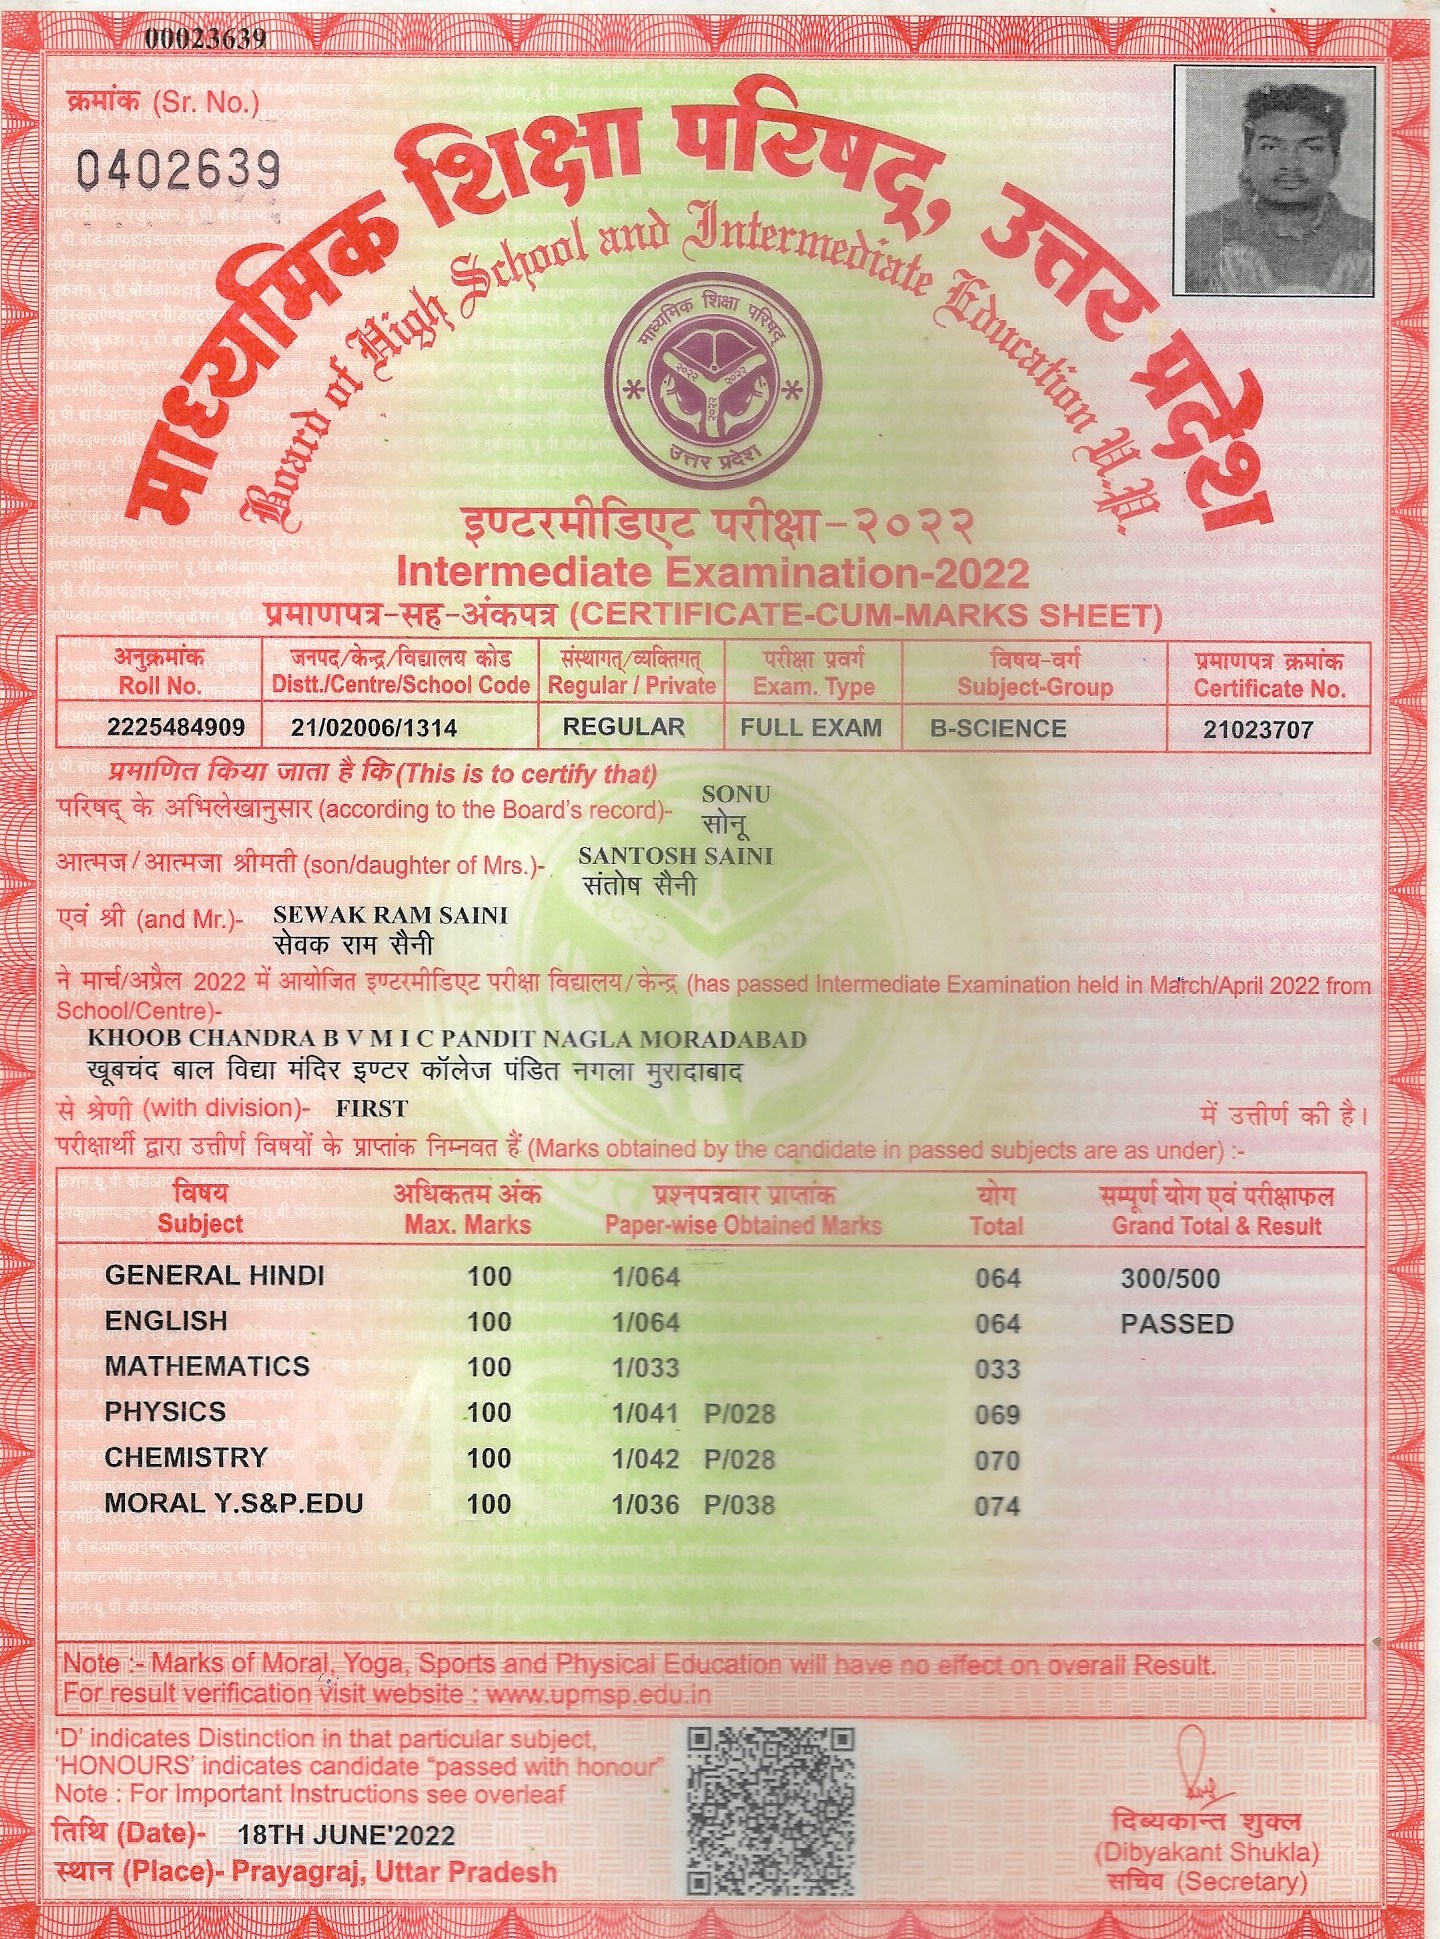 00023639
क्रमांक (Sr. No.)
0402639
माध्यमिक शिक्षा परिषद्, उत्तर प्रदेश
Board of High School and Intermediate Education U.P.
माध्यमिक शिक्षा परिषद्
२०२२ २०२२
२०२२
उत्तर प्रदेश
इण्टरमीडिएट परीक्षा-२०२२
Intermediate Examination-2022
प्रमाणपत्र-सह-अंकपत्र (CERTIFICATE-CUM-MARKS SHEET)
अनुक्रमांक जनपद/केन्द्र/विद्यालय कोड संस्थागत्/व्यक्तिगत् परीक्षा प्रवर्ग विषय-वर्ग प्रमाणपत्र क्रमांक
Roll No. Distt./Centre/School Code Regular / Private Exam. Type Subject-Group Certificate No.
2225484909 21/02006/1314 REGULAR FULL EXAM B-SCIENCE 21023707
प्रमाणित किया जाता है कि (This is to certify that)
परिषद् के अभिलेखानुसार (according to the Board's record)- SONU
सोनू
आत्मज/आत्मजा श्रीमती (son/daughter of Mrs.)- SANTOSH SAINI
संतोष सैनी
एवं श्री (and Mr.)- SEWAK RAM SAINI
सेवक राम सैनी
ने मार्च/अप्रैल 2022 में आयोजित इण्टरमीडिएट परीक्षा विद्यालय/केन्द्र (has passed Intermediate Examination held in March/April 2022 from
School/Centre)-
KHOOB CHANDRA B V M I C PANDIT NAGLA MORADABAD
खूबचंद बाल विद्या मंदिर इण्टर कॉलेज पंडित नगला मुरादाबाद
से श्रेणी (with division)- FIRST में उत्तीर्ण की है।
परीक्षार्थी द्वारा उत्तीर्ण विषयों के प्राप्तांक निम्नवत हैं (Marks obtained by the candidate in passed subjects are as under) :-
विषय अधिकतम अंक प्रश्नपत्रवार प्राप्तांक योग सम्पूर्ण योग एवं परीक्षाफल
Subject Max. Marks Paper-wise Obtained Marks Total Grand Total & Result
GENERAL HINDI 100 1/064 064 300/500
ENGLISH 100 1/064 064 PASSED
MATHEMATICS 100 1/033 033
PHYSICS 100 1/041 P/028 069
CHEMISTRY 100 1/042 P/028 070
MORAL Y.S&P.EDU 100 1/036 P/038 074
Note :- Marks of Moral, Yoga, Sports and Physical Education will have no effect on overall Result.
For result verification visit website : www.upmsp.edu.in
'D' indicates Distinction in that particular subject,
'HONOURS' indicates candidate "passed with honour"
Note : For Important Instructions see overleaf
तिथि (Date)- 18TH JUNE'2022
स्थान (Place)- Prayagraj, Uttar Pradesh
दिब्यकान्त शुक्ल
(Dibyakant Shukla)
सचिव (Secretary)